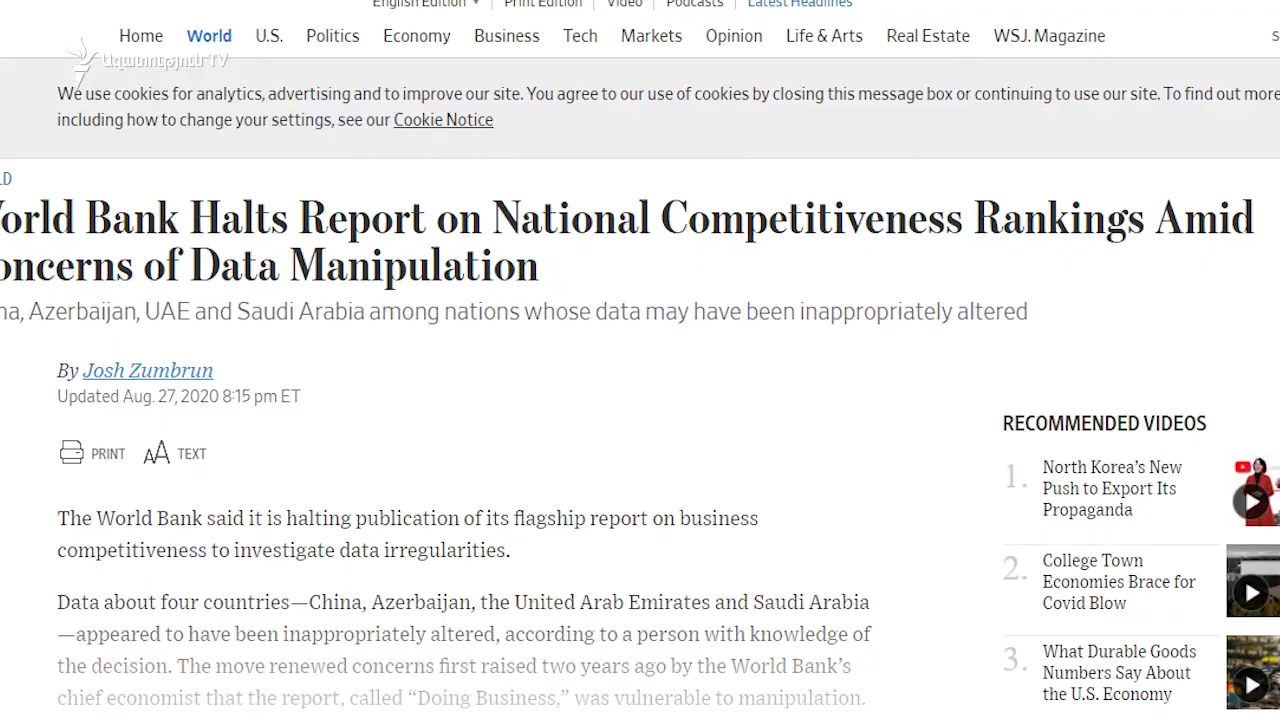 English Edition Print Edition Video Podcasts Latest Headlines
Home World U.S. Politics Economy Business Tech Markets Opinion Life & Arts Real Estate WSJ. Magazine S
Ազատություն TV
We use cookies for analytics, advertising and to improve our site. You agree to our use of cookies by closing this message box or continuing to use our site. To find out more
including how to change your settings, see our Cookie Notice
LD
orld Bank Halts Report on National Competitiveness Rankings Amid
oncerns of Data Manipulation
na, Azerbaijan, UAE and Saudi Arabia among nations whose data may have been inappropriately altered
By Josh Zumbrun
Updated Aug. 27, 2020 8:15 pm ET
PRINT AA TEXT
The World Bank said it is halting publication of its flagship report on business
competitiveness to investigate data irregularities.
Data about four countries—China, Azerbaijan, the United Arab Emirates and Saudi Arabia
—appeared to have been inappropriately altered, according to a person with knowledge of
the decision. The move renewed concerns first raised two years ago by the World Bank’s
chief economist that the report, called “Doing Business,” was vulnerable to manipulation.
RECOMMENDED VIDEOS
1. North Korea’s New
Push to Export Its
Propaganda
2. College Town
Economies Brace for
Covid Blow
3. What Durable Goods
Numbers Say About
the U.S. Economy